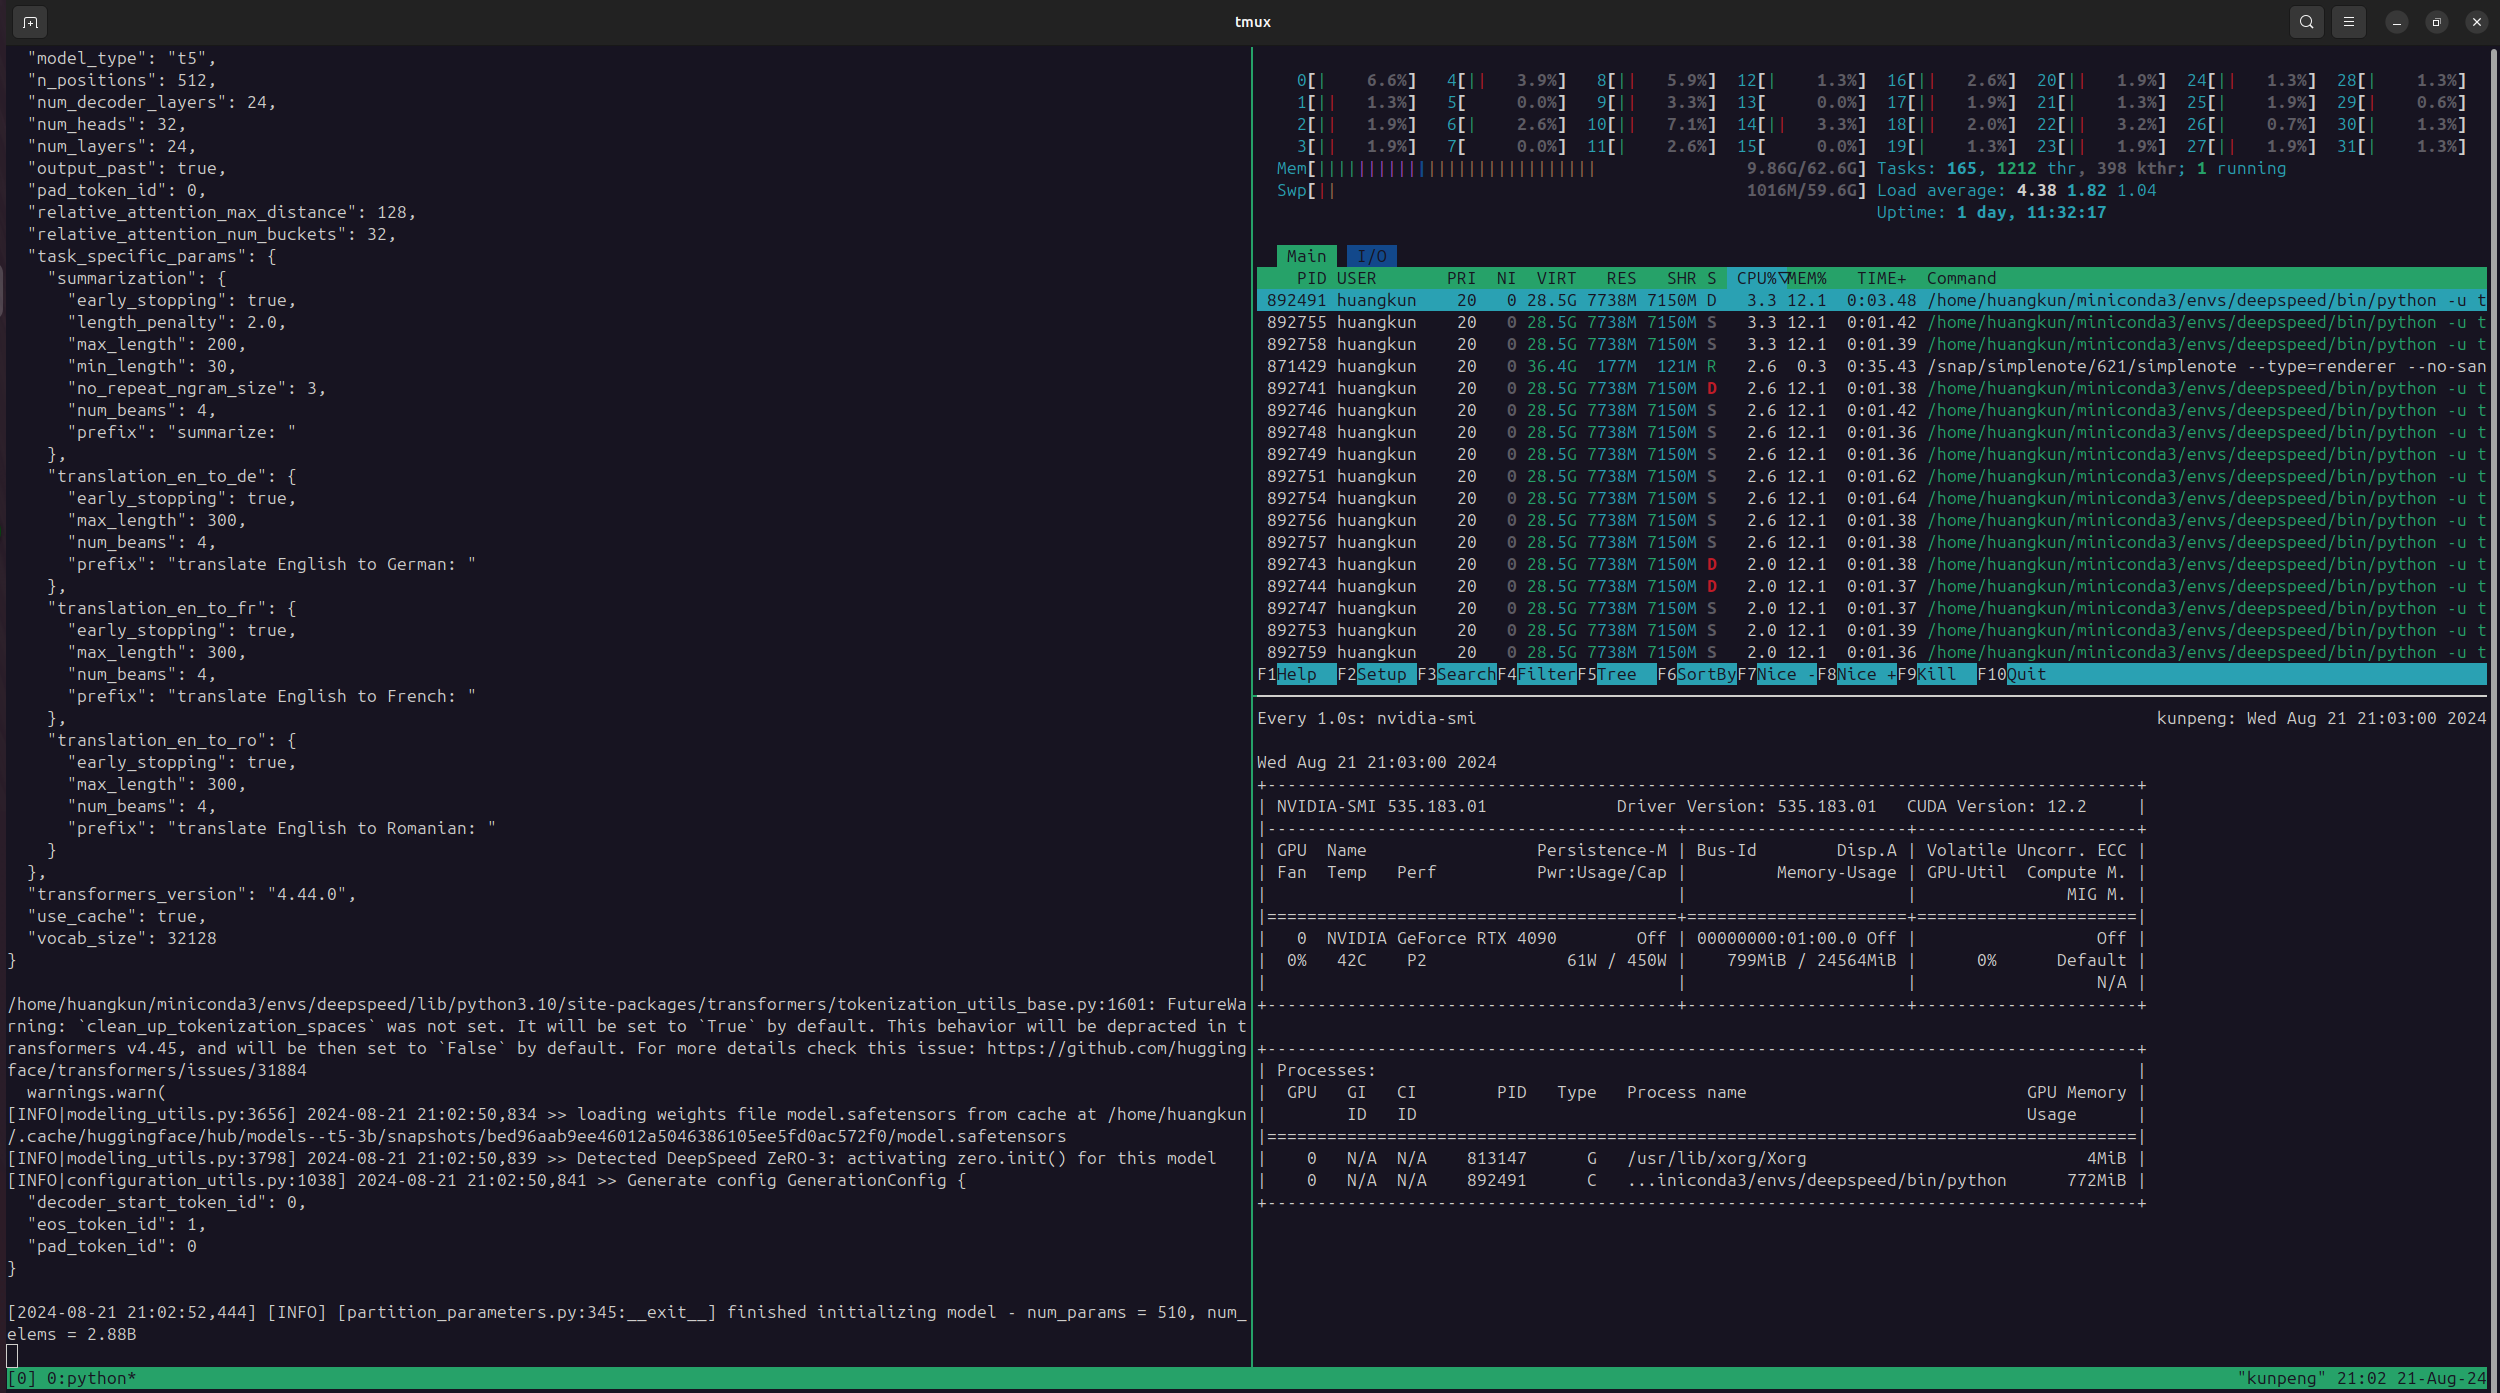 tmux
"model_type": "t5",
"n_positions": 512,
"num_decoder_layers": 24,
"num_heads": 32,
"num_layers": 24,
"output_past": true,
"pad_token_id": 0,
"relative_attention_max_distance": 128,
"relative_attention_num_buckets": 32,
"task_specific_params": {
"summarization": {
"early_stopping": true,
"length_penalty": 2.0,
"max_length": 200,
"min_length": 30,
"no_repeat_ngram_size": 3,
"num_beams": 4,
"prefix": "summarize: "
},
"translation_en_to_de": {
"early_stopping": true,
"max_length": 300,
"num_beams": 4,
"prefix": "translate English to German: "
},
"translation_en_to_fr": {
"early_stopping": true,
"max_length": 300,
"num_beams": 4,
"prefix": "translate English to French: "
},
"translation_en_to_ro": {
"early_stopping": true,
"max_length": 300,
"num_beams": 4,
"prefix": "translate English to Romanian: "
}
},
"transformers_version": "4.44.0",
"use_cache": true,
"vocab_size": 32128
}
/home/huangkun/miniconda3/envs/deepspeed/lib/python3.10/site-packages/transformers/tokenization_utils_base.py:1601: FutureWa
rning: `clean_up_tokenization_spaces` was not set. It will be set to `True` by default. This behavior will be depracted in t
ransformers v4.45, and will be then set to `False` by default. For more details check this issue: https://github.com/hugging
face/transformers/issues/31884
warnings.warn(
[INFO|modeling_utils.py:3656] 2024-08-21 21:02:50,834 >> loading weights file model.safetensors from cache at /home/huangkun
/.cache/huggingface/hub/models--t5-3b/snapshots/bed96aab9ee46012a5046386105ee5fd0ac572f0/model.safetensors
[INFO|modeling_utils.py:3798] 2024-08-21 21:02:50,839 >> Detected DeepSpeed ZeRO-3: activating zero.init() for this model
[INFO|configuration_utils.py:1038] 2024-08-21 21:02:50,841 >> Generate config GenerationConfig {
"decoder_start_token_id": 0,
"eos_token_id": 1,
"pad_token_id": 0
}
[2024-08-21 21:02:52,444] [INFO] [partition_parameters.py:345:__exit__] finished initializing model - num_params = 510, num_
elems = 2.88B
0[| 6.6%] 4[|| 3.9%] 8[|| 5.9%] 12[| 1.3%] 16[|| 2.6%] 20[|| 1.9%] 24[|| 1.3%] 28[| 1.3%]
1[|| 1.3%] 5[ 0.0%] 9[|| 3.3%] 13[ 0.0%] 17[|| 1.9%] 21[| 1.3%] 25[| 1.9%] 29[| 0.6%]
2[|| 1.9%] 6[| 2.6%] 10[|| 7.1%] 14[|| 3.3%] 18[|| 2.0%] 22[|| 3.2%] 26[| 0.7%] 30[| 1.3%]
3[|| 1.9%] 7[ 0.0%] 11[| 2.6%] 15[ 0.0%] 19[| 1.3%] 23[|| 1.9%] 27[|| 1.9%] 31[| 1.3%]
Mem[|||||||||||||||||||||||||||| 9.86G/62.6G] Tasks: 165, 1212 thr, 398 kthr; 1 running
Swp[|| 1016M/59.6G] Load average: 4.38 1.82 1.04
Uptime: 1 day, 11:32:17
Main I/O
PID USER PRI NI VIRT RES SHR S CPU%▽MEM% TIME+ Command
892491 huangkun 20 0 28.5G 7738M 7150M D 3.3 12.1 0:03.48 /home/huangkun/miniconda3/envs/deepspeed/bin/python -u t
892755 huangkun 20 0 28.5G 7738M 7150M S 3.3 12.1 0:01.42 /home/huangkun/miniconda3/envs/deepspeed/bin/python -u t
892758 huangkun 20 0 28.5G 7738M 7150M S 3.3 12.1 0:01.39 /home/huangkun/miniconda3/envs/deepspeed/bin/python -u t
871429 huangkun 20 0 36.4G 177M 121M R 2.6 0.3 0:35.43 /snap/simplenote/621/simplenote --type=renderer --no-san
892741 huangkun 20 0 28.5G 7738M 7150M D 2.6 12.1 0:01.38 /home/huangkun/miniconda3/envs/deepspeed/bin/python -u t
892746 huangkun 20 0 28.5G 7738M 7150M S 2.6 12.1 0:01.42 /home/huangkun/miniconda3/envs/deepspeed/bin/python -u t
892748 huangkun 20 0 28.5G 7738M 7150M S 2.6 12.1 0:01.36 /home/huangkun/miniconda3/envs/deepspeed/bin/python -u t
892749 huangkun 20 0 28.5G 7738M 7150M S 2.6 12.1 0:01.36 /home/huangkun/miniconda3/envs/deepspeed/bin/python -u t
892751 huangkun 20 0 28.5G 7738M 7150M S 2.6 12.1 0:01.62 /home/huangkun/miniconda3/envs/deepspeed/bin/python -u t
892754 huangkun 20 0 28.5G 7738M 7150M S 2.6 12.1 0:01.64 /home/huangkun/miniconda3/envs/deepspeed/bin/python -u t
892756 huangkun 20 0 28.5G 7738M 7150M S 2.6 12.1 0:01.38 /home/huangkun/miniconda3/envs/deepspeed/bin/python -u t
892757 huangkun 20 0 28.5G 7738M 7150M S 2.6 12.1 0:01.38 /home/huangkun/miniconda3/envs/deepspeed/bin/python -u t
892743 huangkun 20 0 28.5G 7738M 7150M D 2.0 12.1 0:01.38 /home/huangkun/miniconda3/envs/deepspeed/bin/python -u t
892744 huangkun 20 0 28.5G 7738M 7150M D 2.0 12.1 0:01.37 /home/huangkun/miniconda3/envs/deepspeed/bin/python -u t
892747 huangkun 20 0 28.5G 7738M 7150M S 2.0 12.1 0:01.37 /home/huangkun/miniconda3/envs/deepspeed/bin/python -u t
892753 huangkun 20 0 28.5G 7738M 7150M S 2.0 12.1 0:01.39 /home/huangkun/miniconda3/envs/deepspeed/bin/python -u t
892759 huangkun 20 0 28.5G 7738M 7150M S 2.0 12.1 0:01.36 /home/huangkun/miniconda3/envs/deepspeed/bin/python -u t
F1Help F2Setup F3SearchF4FilterF5Tree F6SortByF7Nice -F8Nice +F9Kill F10Quit
Every 1.0s: nvidia-smi kunpeng: Wed Aug 21 21:03:00 2024
Wed Aug 21 21:03:00 2024
+---------------------------------------------------------------------------------------+
| NVIDIA-SMI 535.183.01 Driver Version: 535.183.01 CUDA Version: 12.2 |
|-----------------------------------------+----------------------+----------------------+
| GPU Name Persistence-M | Bus-Id Disp.A | Volatile Uncorr. ECC |
| Fan Temp Perf Pwr:Usage/Cap | Memory-Usage | GPU-Util Compute M. |
| | | MIG M. |
|=========================================+======================+======================|
| 0 NVIDIA GeForce RTX 4090 Off | 00000000:01:00.0 Off | Off |
| 0% 42C P2 61W / 450W | 799MiB / 24564MiB | 0% Default |
| | | N/A |
+-----------------------------------------+----------------------+----------------------+
+---------------------------------------------------------------------------------------+
| Processes: |
| GPU GI CI PID Type Process name GPU Memory |
| ID ID Usage |
|=======================================================================================|
| 0 N/A N/A 813147 G /usr/lib/xorg/Xorg 4MiB |
| 0 N/A N/A 892491 C ...iniconda3/envs/deepspeed/bin/python 772MiB |
+---------------------------------------------------------------------------------------+
[0] 0:python* "kunpeng" 21:02 21-Aug-24